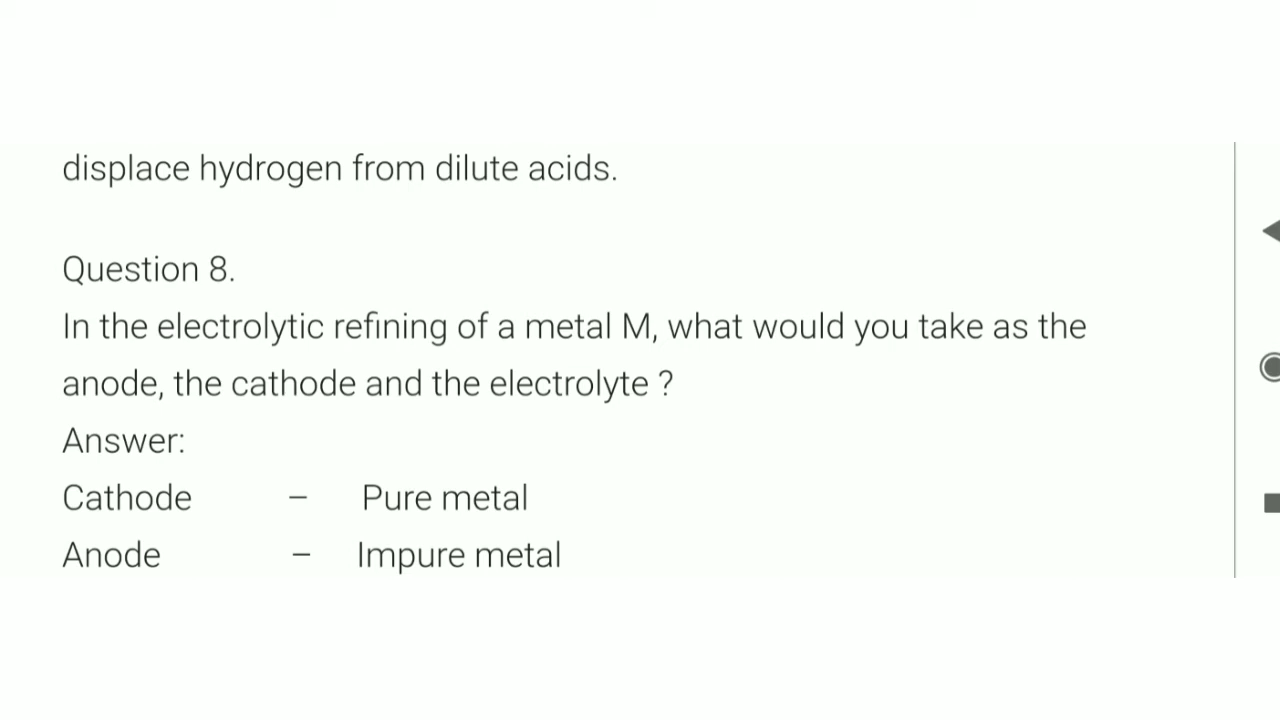 displace hydrogen from dilute acids.
Question 8.
In the electrolytic refining of a metal M, what would you take as the
anode, the cathode and the electrolyte ?
Answer:
Cathode – Pure metal
Anode – Impure metal